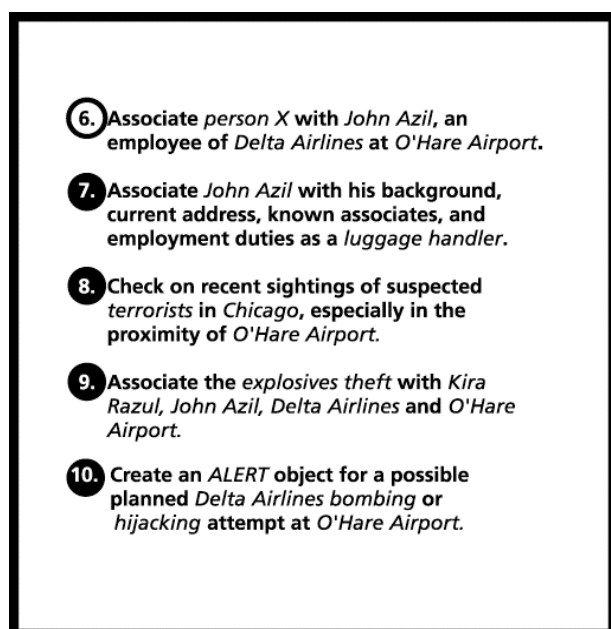 6. Associate person X with John Azil, an
employee of Delta Airlines at O'Hare Airport.
7. Associate John Azil with his background,
current address, known associates, and
employment duties as a luggage handler.
8. Check on recent sightings of suspected
terrorists in Chicago, especially in the
proximity of O'Hare Airport.
9. Associate the explosives theft with Kira
Razul, John Azil, Delta Airlines and O'Hare
Airport.
10. Create an ALERT object for a possible
planned Delta Airlines bombing or
hijacking attempt at O'Hare Airport.